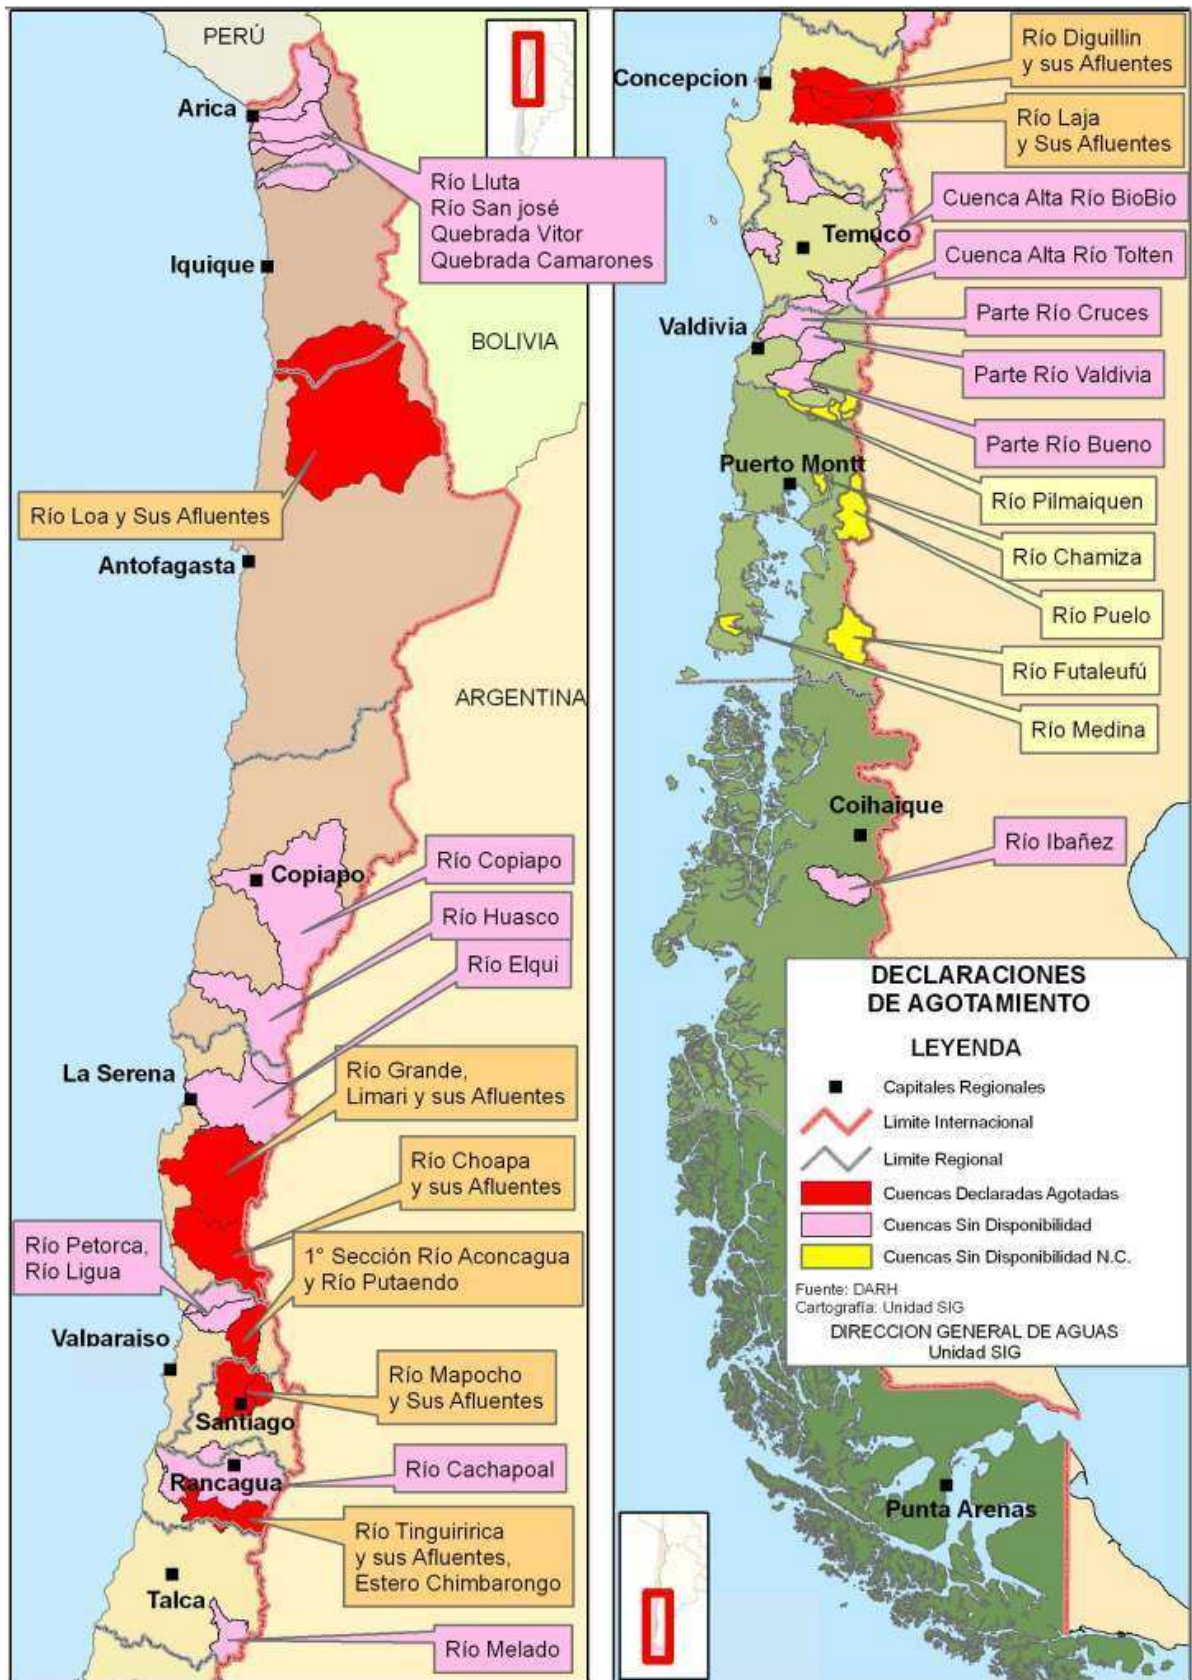 PERÚ
Arica
Río Lluta
Río San josé
Quebrada Vitor
Quebrada Camarones
Iquique
BOLIVIA
Río Loa y Sus Afluentes
Antofagasta
ARGENTINA
Copiapo
Río Copiapo
Río Huasco
Río Elqui
La Serena
Río Grande,
Limari y sus Afluentes
Río Choapa
y sus Afluentes
Río Petorca,
Río Ligua
1° Sección Río Aconcagua
y Río Putaendo
Valparaiso
Río Mapocho
y Sus Afluentes
Santiago
Río Cachapoal
Rancagua
Río Tinguiririca
y sus Afluentes,
Estero Chimbarongo
Talca
Río Melado
Concepcion
Río Diguillin
y sus Afluentes
Río Laja
y Sus Afluentes
Cuenca Alta Río BioBio
Temuco
Cuenca Alta Río Tolten
Parte Río Cruces
Valdivia
Parte Río Valdivia
Parte Río Bueno
Puerto Montt
Río Pilmaiquen
Río Chamiza
Río Puelo
Río Futaleufú
Río Medina
Coihaique
Río Ibañez
DECLARACIONES
DE AGOTAMIENTO
LEYENDA
Capitales Regionales
Limite Internacional
Limite Regional
Cuencas Declaradas Agotadas
Cuencas Sin Disponibilidad
Cuencas Sin Disponibilidad N.C.
Fuente: DARH
Cartografía: Unidad SIG
DIRECCION GENERAL DE AGUAS
Unidad SIG
Punta Arenas